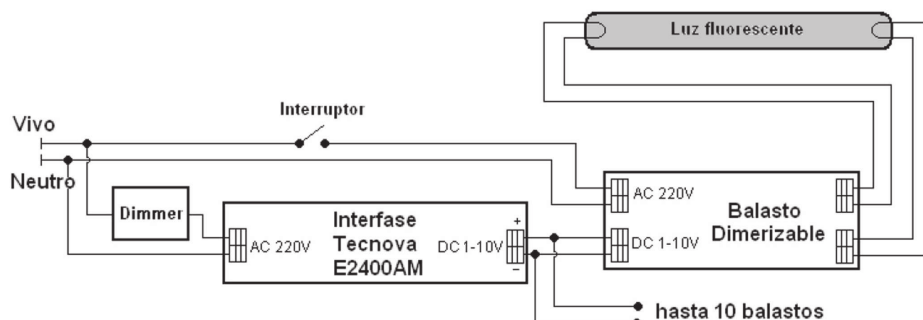 Luz fluorescente
Interruptor
Vivo
Neutro
Dimmer
AC 220V
Interfase
Tecnova
E2400AM
+
DC 1-10V
–
AC 220V
DC 1-10V
Balasto
Dimerizable
hasta 10 balastos